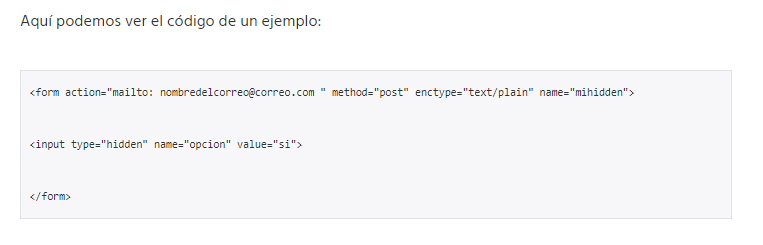 Aquí podemos ver el código de un ejemplo:
<form action="mailto: nombredelcorreo@correo.com " method="post" enctype="text/plain" name="mihidden">
<input type="hidden" name="opcion" value="si">
</form>